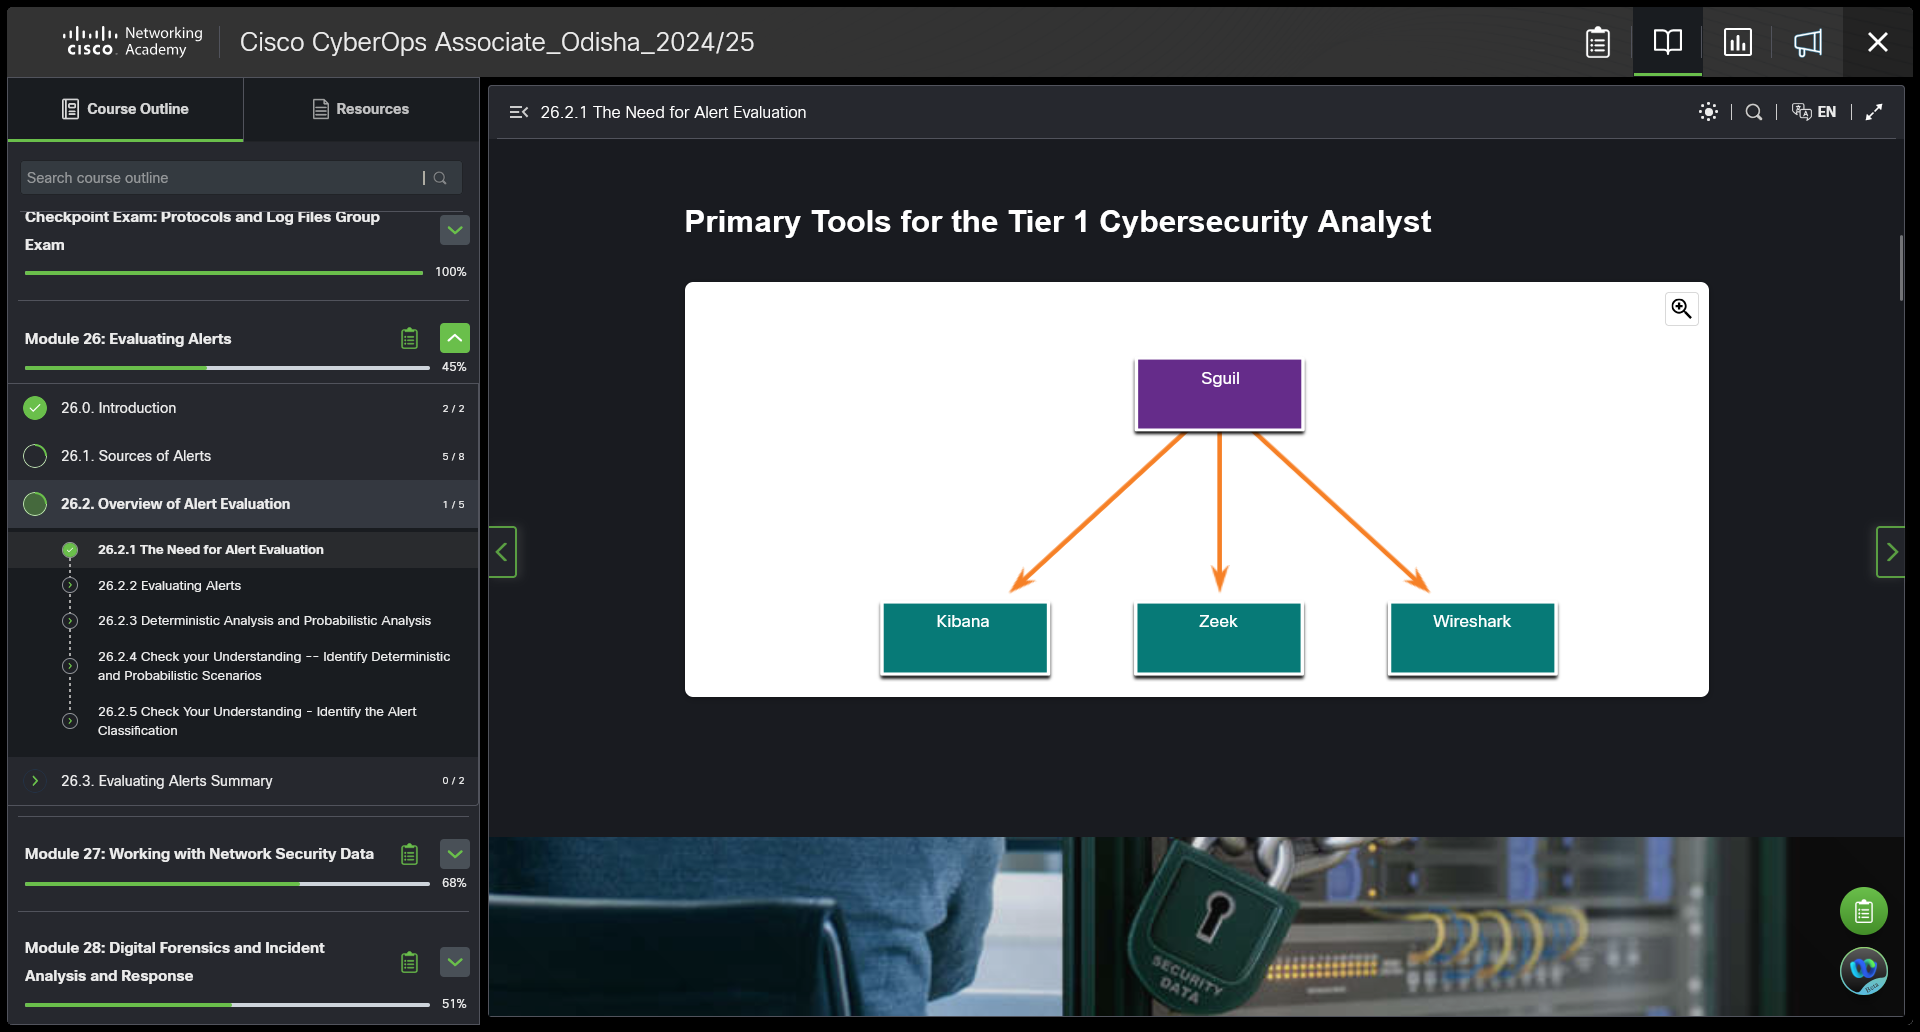 CISCO
Networking
Academy
Cisco CyberOps Associate_Odisha_2024/25
Course Outline
Resources
Search course outline
Checkpoint Exam: Protocols and Log Files Group
Exam
100%
Module 26: Evaluating Alerts
45%
26.0. Introduction
2 / 2
26.1. Sources of Alerts
5 / 8
26.2. Overview of Alert Evaluation
1 / 5
26.2.1 The Need for Alert Evaluation
26.2.2 Evaluating Alerts
26.2.3 Deterministic Analysis and Probabilistic Analysis
26.2.4 Check your Understanding -- Identify Deterministic
and Probabilistic Scenarios
26.2.5 Check Your Understanding - Identify the Alert
Classification
26.3. Evaluating Alerts Summary
0 / 2
Module 27: Working with Network Security Data
68%
Module 28: Digital Forensics and Incident
Analysis and Response
51%
26.2.1 The Need for Alert Evaluation
EN
Primary Tools for the Tier 1 Cybersecurity Analyst
Sguil
Kibana
Zeek
Wireshark
SECURITY
DATA
Beta